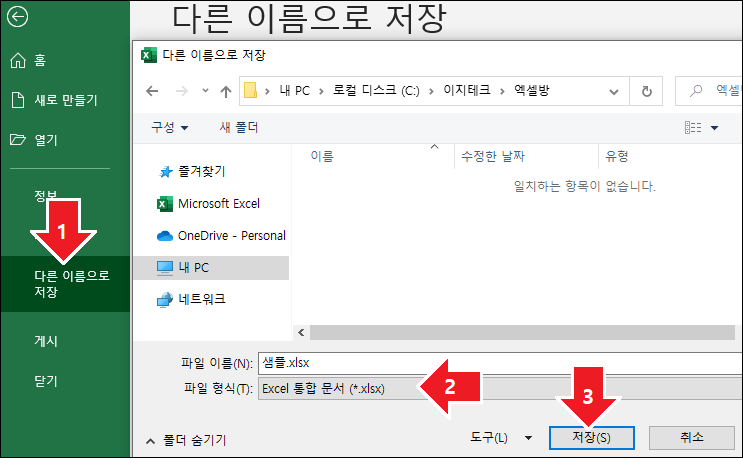 다른 이름으로 저장
다른 이름으로 저장
홈
내 PC > 로컬 디스크 (C:) > 이지테크 > 엑셀방
엑셀방
새로 만들기
구성
새 폴더
열기
이름
수정한 날짜
유형
즐겨찾기
일치하는 항목이 없습니다.
정보
Microsoft Excel
1
OneDrive - Personal
다른 이름으로
저장
내 PC
네트워크
게시
파일 이름(N):
샘플.xlsx
닫기
파일 형식(T):
Excel 통합 문서 (*.xlsx)
2
3
폴더 숨기기
도구(L)
저장(S)
취소